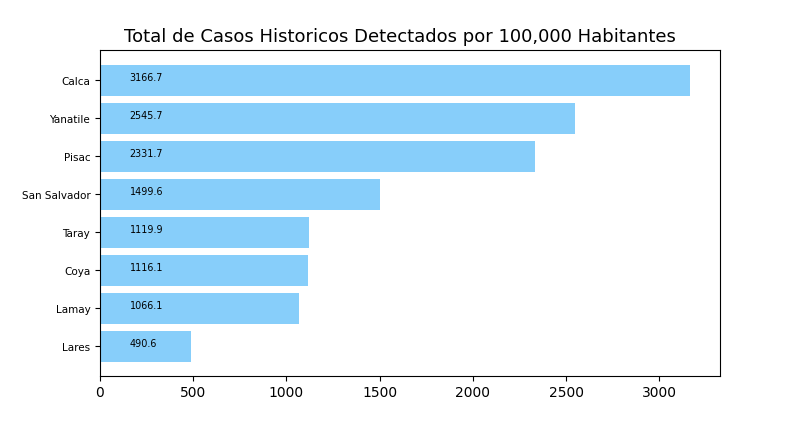 Total de Casos Historicos Detectados por 100,000 Habitantes
Calca 3166.7
Yanatile 2545.7
Pisac 2331.7
San Salvador 1499.6
Taray 1119.9
Coya 1116.1
Lamay 1066.1
Lares 490.6
0 500 1000 1500 2000 2500 3000